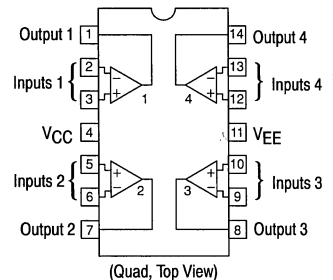 Output 1 1 14 Output 4
Inputs 1 2 − + 3 1
4 − + 13 12 Inputs 4
VCC 4 11 VEE
Inputs 2 5 + − 6 2
3 + − 10 9 Inputs 3
Output 2 7 8 Output 3
(Quad, Top View)